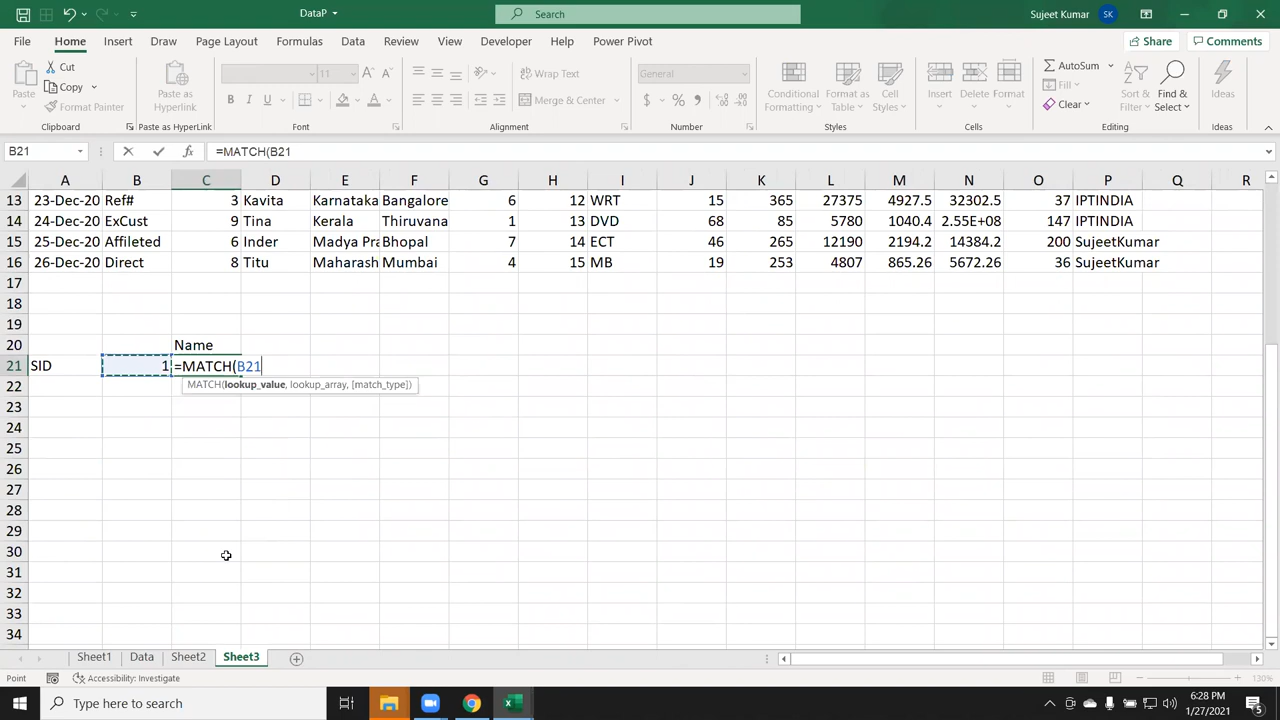 DataP
Search
Sujeet Kumar
SK
File
Home
Insert
Draw
Page Layout
Formulas
Data
Review
View
Developer
Help
Power Pivot
Share
Comments
Paste
Cut
Copy
Format Painter
Clipboard
Paste as
Hyperlink
Paste as HyperLink
11
Font
Wrap Text
Merge & Center
Alignment
General
Number
Conditional
Formatting
Format as
Table
Cell
Styles
Styles
Insert
Delete
Format
Cells
AutoSum
Fill
Clear
Sort &
Filter
Find &
Select
Editing
Ideas
Ideas
B21
=MATCH(B21
A B C D E F G H I J K L M N O P Q R
13 23-Dec-20 Ref# 3 Kavita Karnataka Bangalore 6 12 WRT 15 365 27375 4927.5 32302.5 37 IPTINDIA
14 24-Dec-20 ExCust 9 Tina Kerala Thiruvana 1 13 DVD 68 85 5780 1040.4 2.55E+08 147 IPTINDIA
15 25-Dec-20 Affileted 6 Inder Madya Pra Bhopal 7 14 ECT 46 265 12190 2194.2 14384.2 200 SujeetKumar
16 26-Dec-20 Direct 8 Titu Maharash Mumbai 4 15 MB 19 253 4807 865.26 5672.26 36 SujeetKumar
17
18
19
20 Name
21 SID 1 =MATCH(B21
MATCH(lookup_value, lookup_array, [match_type])
22
23
24
25
26
27
28
29
30
31
32
33
34
Sheet1
Data
Sheet2
Sheet3
Point
Accessibility: Investigate
130%
Type here to search
6:28 PM
1/27/2021
5